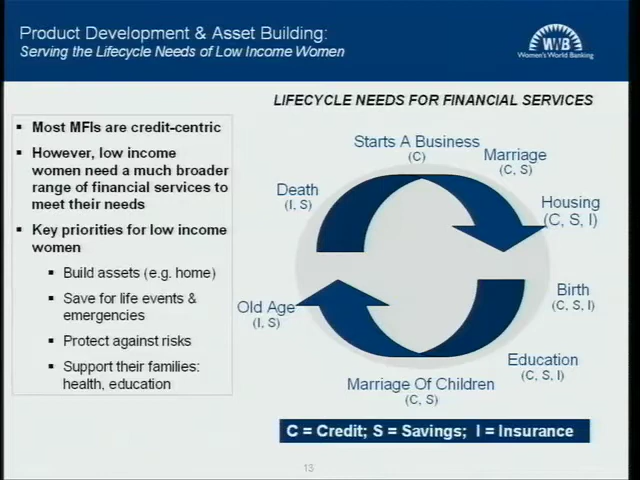 Product Development & Asset Building:
Serving the Lifecycle Needs of Low Income Women
WWB
Women's World Banking
LIFECYCLE NEEDS FOR FINANCIAL SERVICES
▪ Most MFIs are credit-centric
▪ However, low income
women need a much broader
range of financial services to
meet their needs
▪ Key priorities for low income
women
▪ Build assets (e.g. home)
▪ Save for life events &
emergencies
▪ Protect against risks
▪ Support their families:
health, education
Starts A Business
(C)
Marriage
(C, S)
Housing
(C, S, I)
Birth
(C, S, I)
Education
(C, S, I)
Marriage Of Children
(C, S)
Old Age
(I, S)
Death
(I, S)
C = Credit; S = Savings; I = Insurance
13